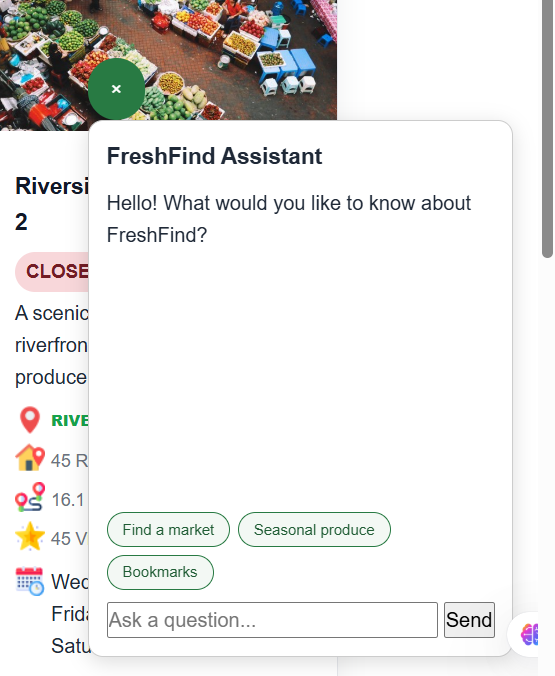 ×
FreshFind Assistant
Hello! What would you like to know about
FreshFind?
Find a market
Seasonal produce
Bookmarks
Ask a question...
Send
Riversi
2
CLOSE
A scenic
riverfron
produce
RIVE
45 R
16.1
45 V
Wed
Frida
Satu